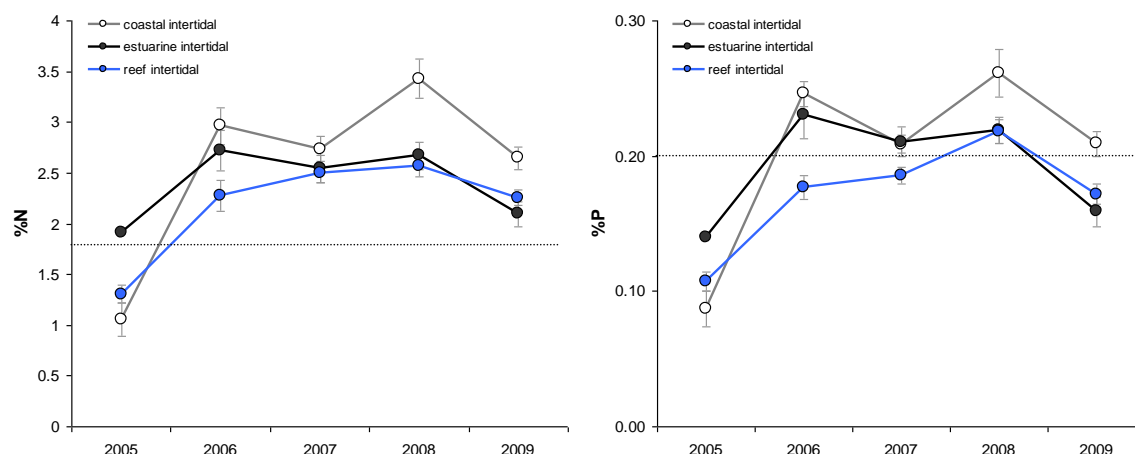 4
3.5
3
2.5
2
1.5
1
0.5
0
%N
coastal intertidal
estuarine intertidal
reef intertidal
2005 2006 2007 2008 2009
0.30
0.20
0.10
0.00
%P
coastal intertidal
estuarine intertidal
reef intertidal
2005 2006 2007 2008 2009